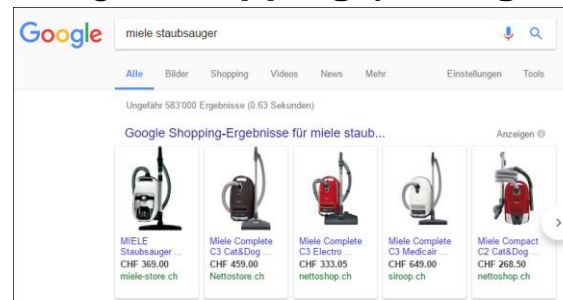 Google
miele staubsauger
Alle Bilder Shopping Videos News Mehr Einstellungen Tools
Ungefähr 583'000 Ergebnisse (0.63 Sekunden)
Google Shopping-Ergebnisse für miele staub... Anzeigen
MIELE Staubsauger ...
CHF 369.00
miele-store.ch
Miele Complete C3 Cat&Dog ...
CHF 459.00
Nettostore.ch
Miele Complete C3 Electro ...
CHF 333.05
nettoshop.ch
Miele Complete C3 Medicair ...
CHF 649.00
siroop.ch
Miele Compact C2 Cat&Dog ...
CHF 268.50
nettoshop.ch